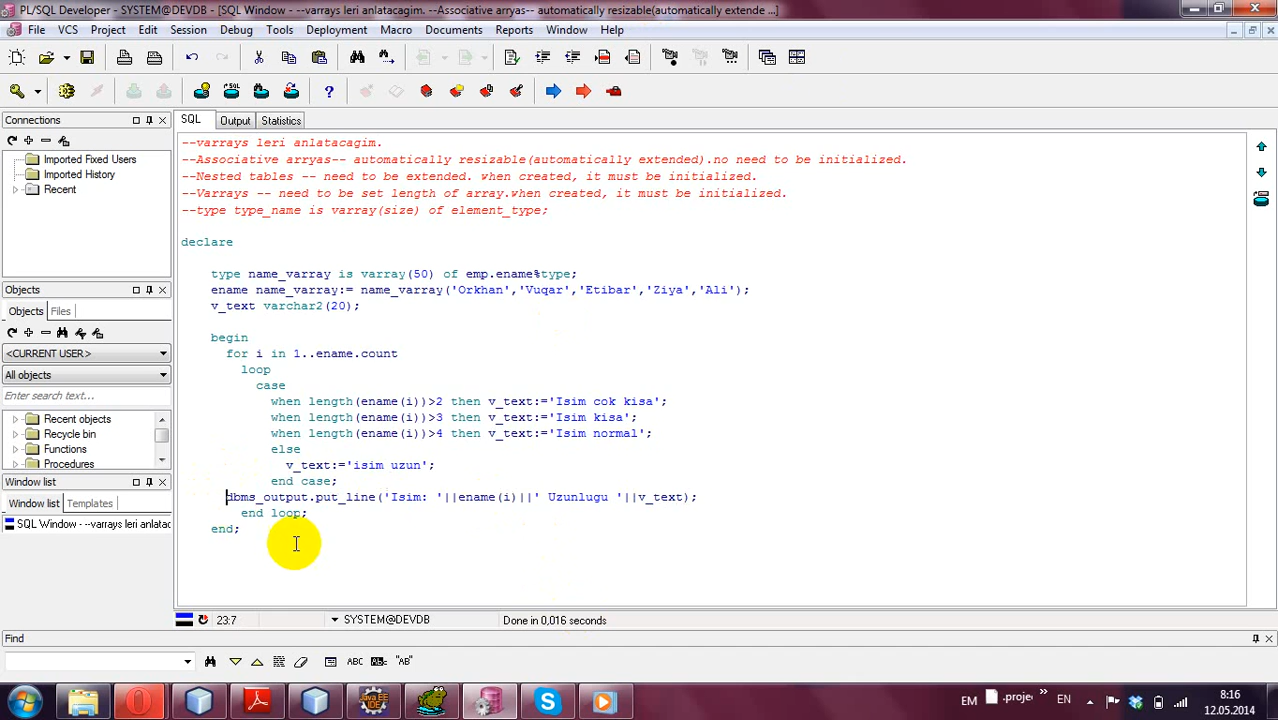 PL/SQL Developer - SYSTEM@DEVDB - [SQL Window - --varrays leri anlatacagim. --Associative arryas-- automatically resizable(automatically extende ...]
File VCS Project Edit Session Debug Tools Deployment Macro Documents Reports Window Help
SQL
Connections
SQL Output Statistics
Imported Fixed Users
Imported History
Recent
Objects
Objects Files
<CURRENT USER>
All objects
Enter search text...
Recent objects
Recycle bin
Functions
Procedures
Window list
Window list Templates
SQL Window - --varrays leri anlatac
--varrays leri anlatacagim.
--Associative arryas-- automatically resizable(automatically extended).no need to be initialized.
--Nested tables -- need to be extended. when created, it must be initialized.
--Varrays -- need to be set length of array.when created, it must be initialized.
--type type_name is varray(size) of element_type;
declare
type name_varray is varray(50) of emp.ename%type;
ename name_varray:= name_varray('Orkhan','Vuqar','Etibar','Ziya','Ali');
v_text varchar2(20);
begin
for i in 1..ename.count
loop
case
when length(ename(i))>2 then v_text:='Isim cok kisa';
when length(ename(i))>3 then v_text:='Isim kisa';
when length(ename(i))>4 then v_text:='Isim normal';
else
v_text:='isim uzun';
end case;
dbms_output.put_line('Isim: '||ename(i)||' Uzunlugu '||v_text);
end loop;
end;
23:7 SYSTEM@DEVDB Done in 0,016 seconds
Find
ABC "AB"
Java EE IDE
EM .projec EN
8:16
12.05.2014